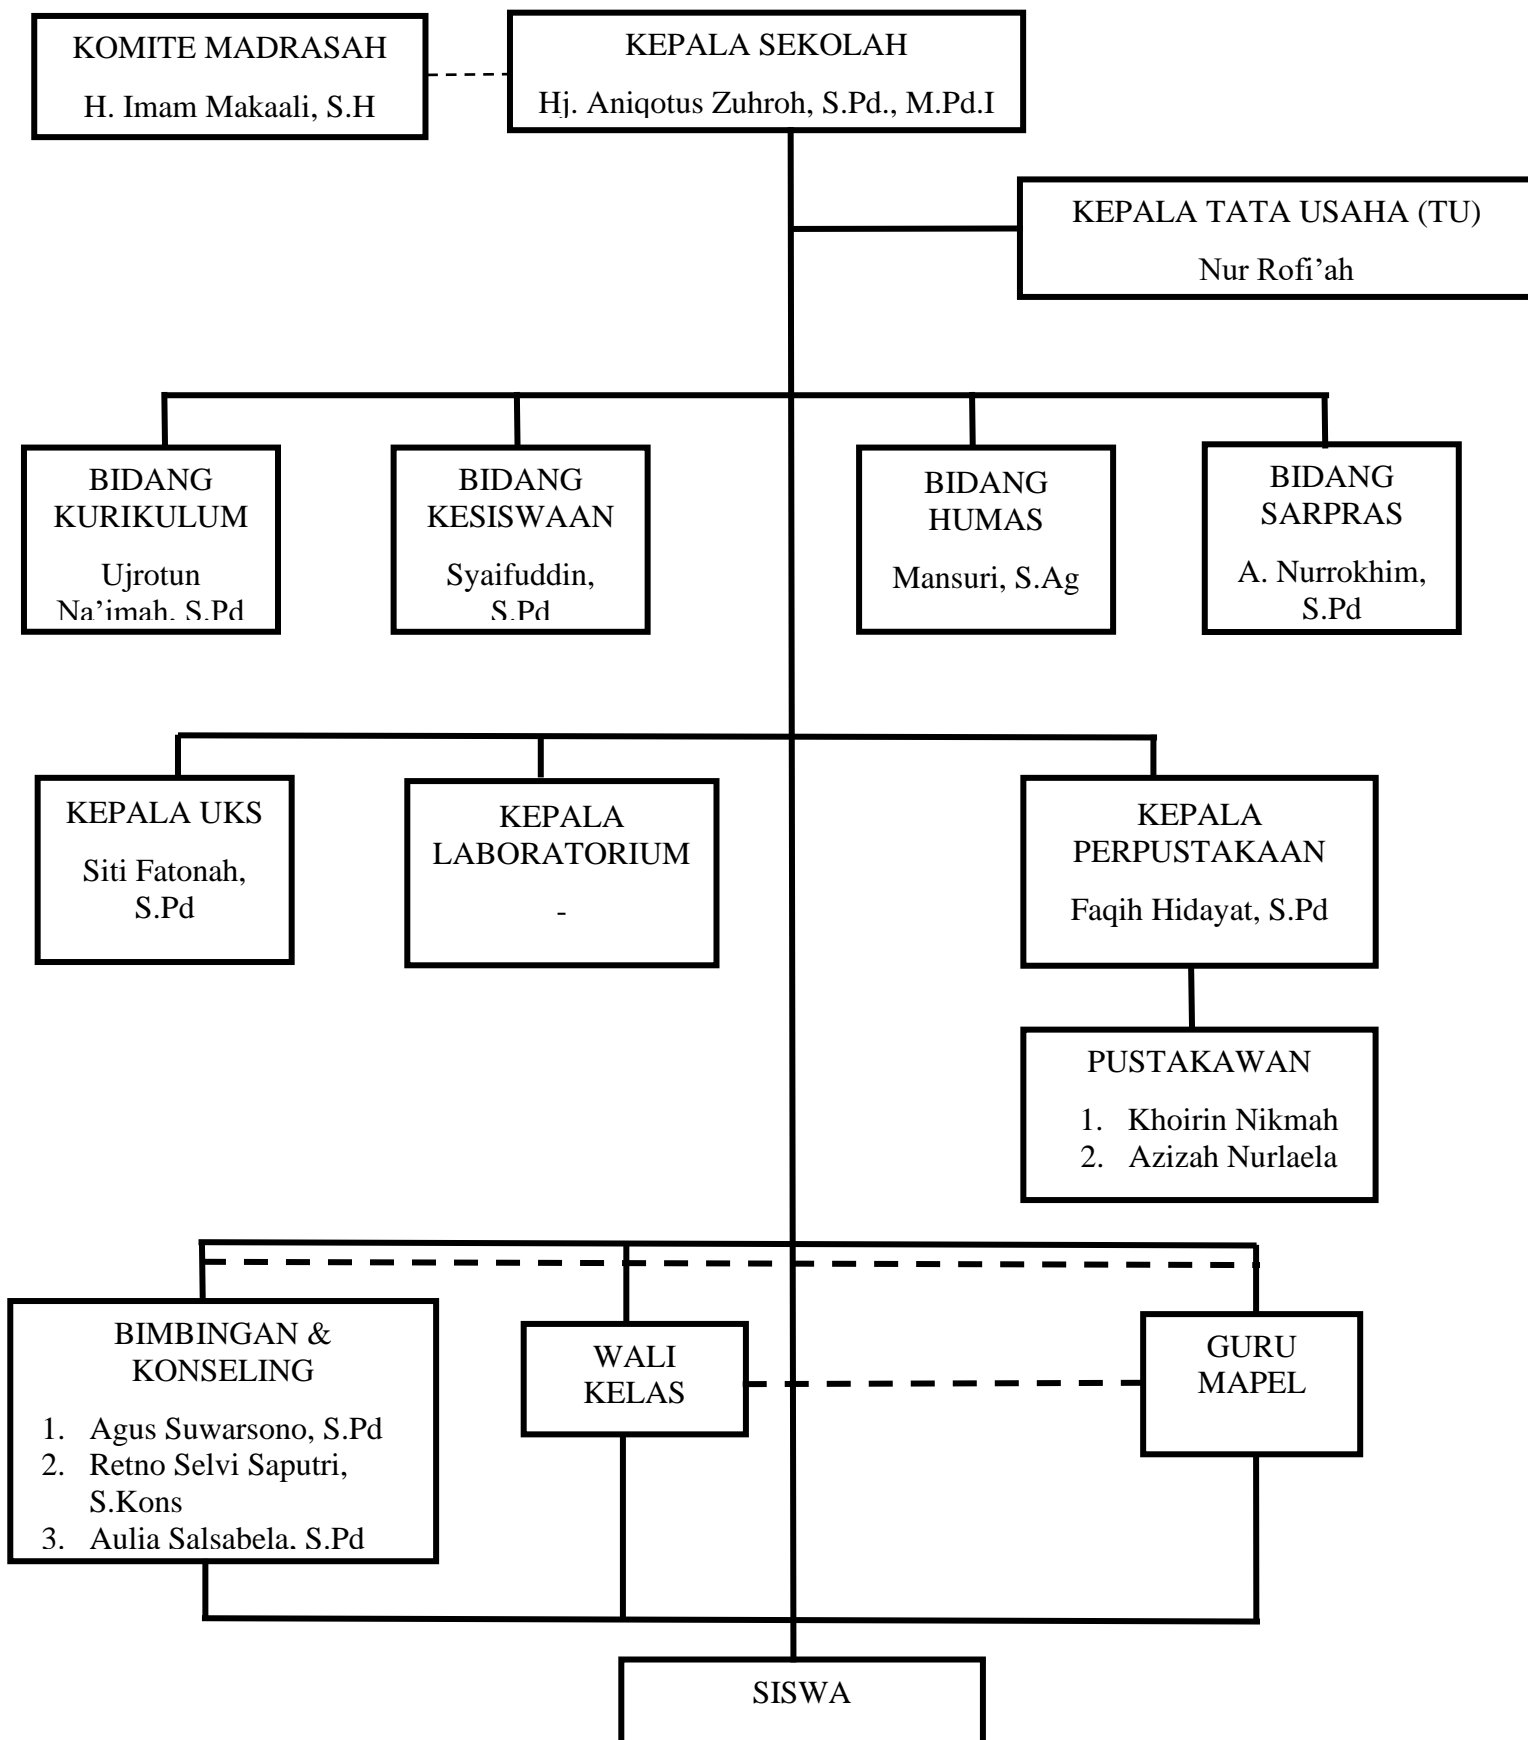 KOMITE MADRASAH
H. Imam Makaali, S.H
KEPALA SEKOLAH
Hj. Aniqotus Zuhroh, S.Pd., M.Pd.I
KEPALA TATA USAHA (TU)
Nur Rofi’ah
BIDANG
KURIKULUM
Ujrotun
Na’imah, S.Pd
BIDANG
KESISWAAN
Syaifuddin,
S.Pd
BIDANG
HUMAS
Mansuri, S.Ag
BIDANG
SARPRAS
A. Nurrokhim,
S.Pd
KEPALA UKS
Siti Fatonah,
S.Pd
KEPALA
LABORATORIUM
-
KEPALA
PERPUSTAKAAN
Faqih Hidayat, S.Pd
PUSTAKAWAN
1. Khoirin Nikmah
2. Azizah Nurlaela
BIMBINGAN &
KONSELING
1. Agus Suwarsono, S.Pd
2. Retno Selvi Saputri,
S.Kons
3. Aulia Salsabela, S.Pd
WALI
KELAS
GURU
MAPEL
SISWA